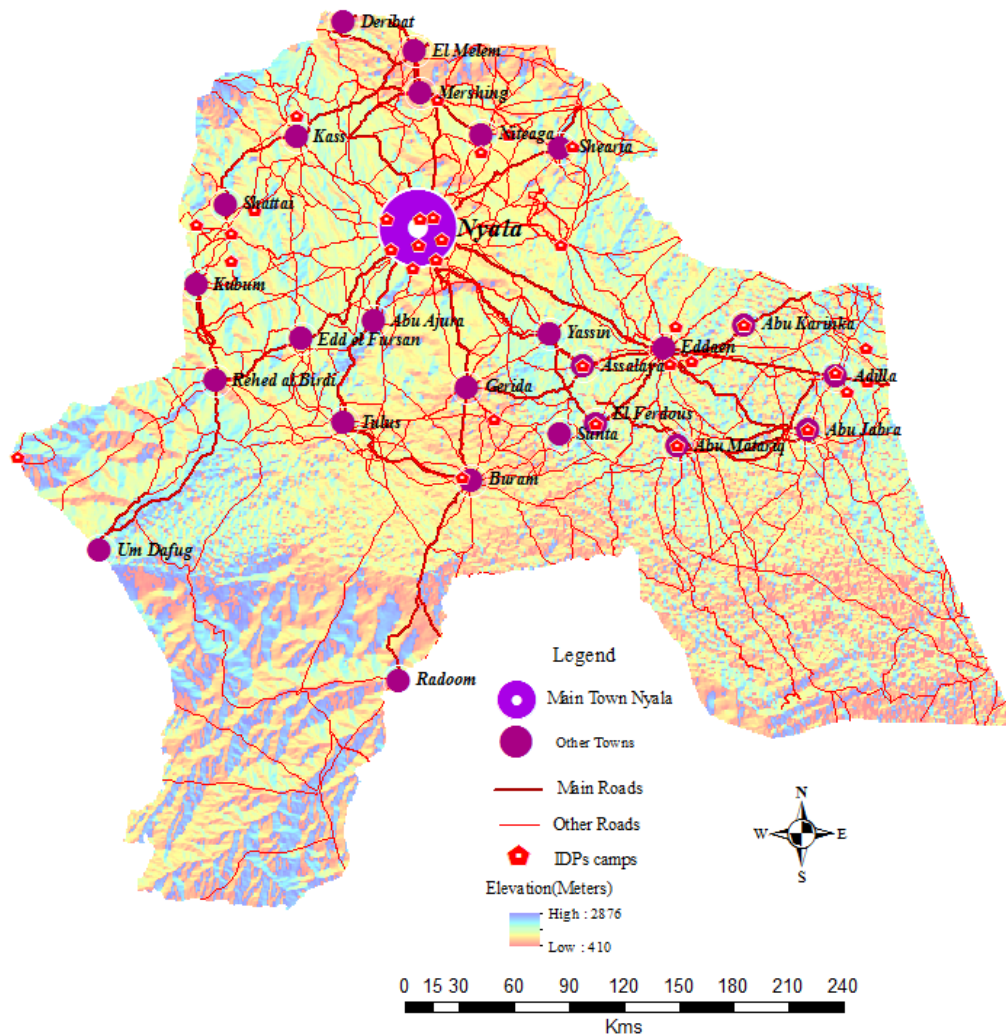 Deribat
El Melem
Mershing
Kass
Niteaga
Shearia
Shattai
Nyala
Kubum
Abu Ajura
Edd el Fursan
Yassin
Abu Karinka
Eddaen
Assalaya
Adilla
Rehed al Birdi
Gerida
Tulus
El Ferdous
Sunta
Abu Matariq
Abu Jabra
Buram
Um Dafug
Radoom
Legend
Main Town Nyala
Other Towns
Main Roads
Other Roads
IDPs camps
Elevation(Meters)
High : 2876
Low : 410
N
W E
S
0 15 30 60 90 120 150 180 210 240
Kms